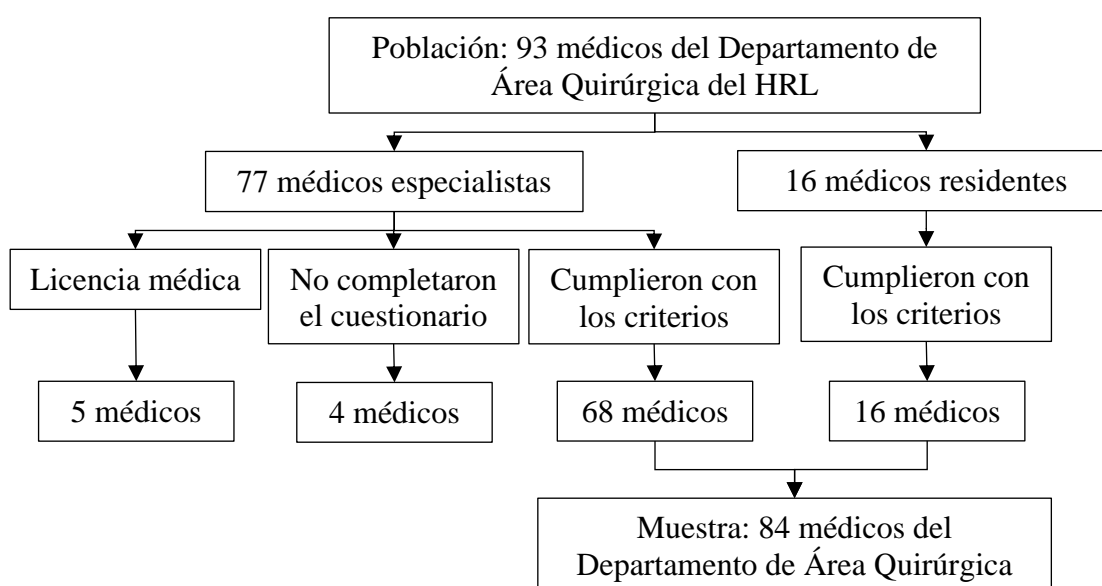 Población: 93 médicos del Departamento de
Área Quirúrgica del HRL
77 médicos especialistas
16 médicos residentes
Licencia médica
No completaron
el cuestionario
Cumplieron con
los criterios
Cumplieron con
los criterios
5 médicos
4 médicos
68 médicos
16 médicos
Muestra: 84 médicos del
Departamento de Área Quirúrgica